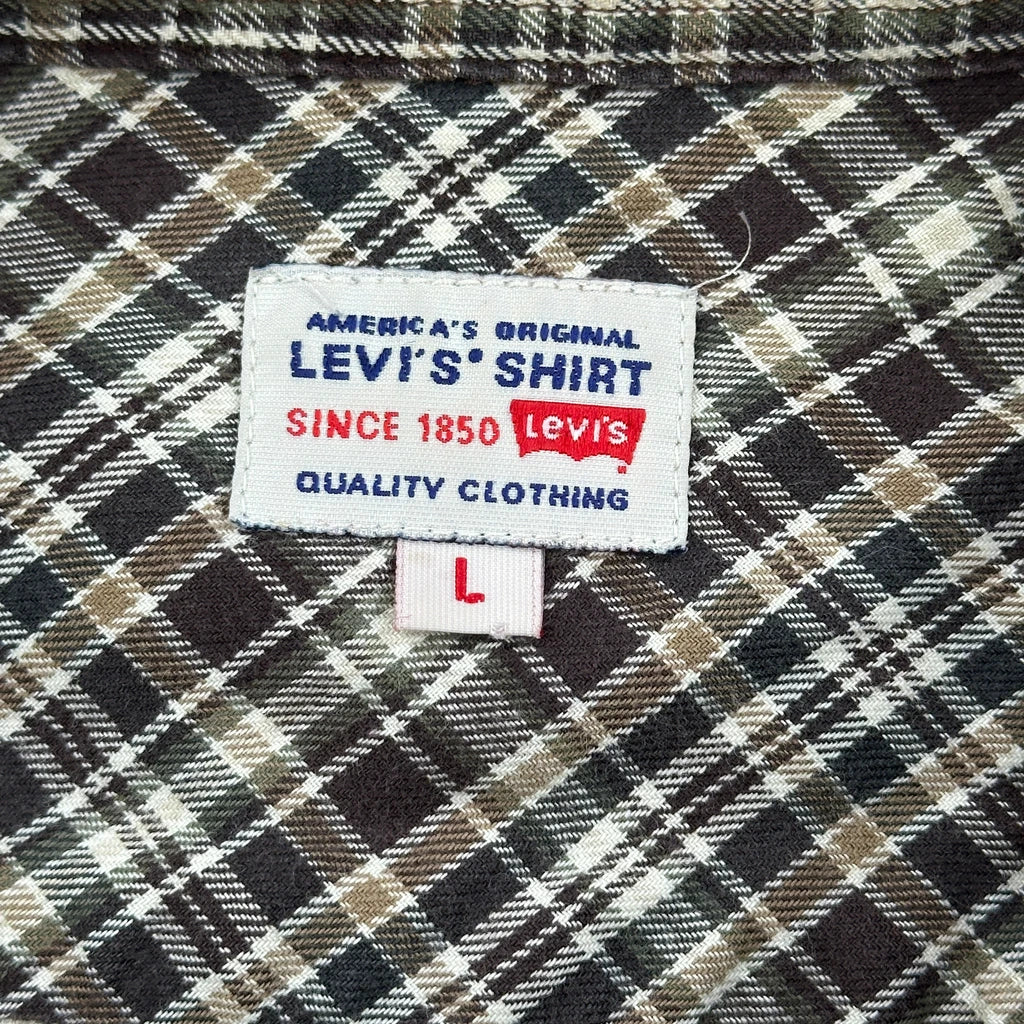 AMERICA'S ORIGINAL
LEVI'S® SHIRT
SINCE 1850 Levi's
QUALITY CLOTHING
L